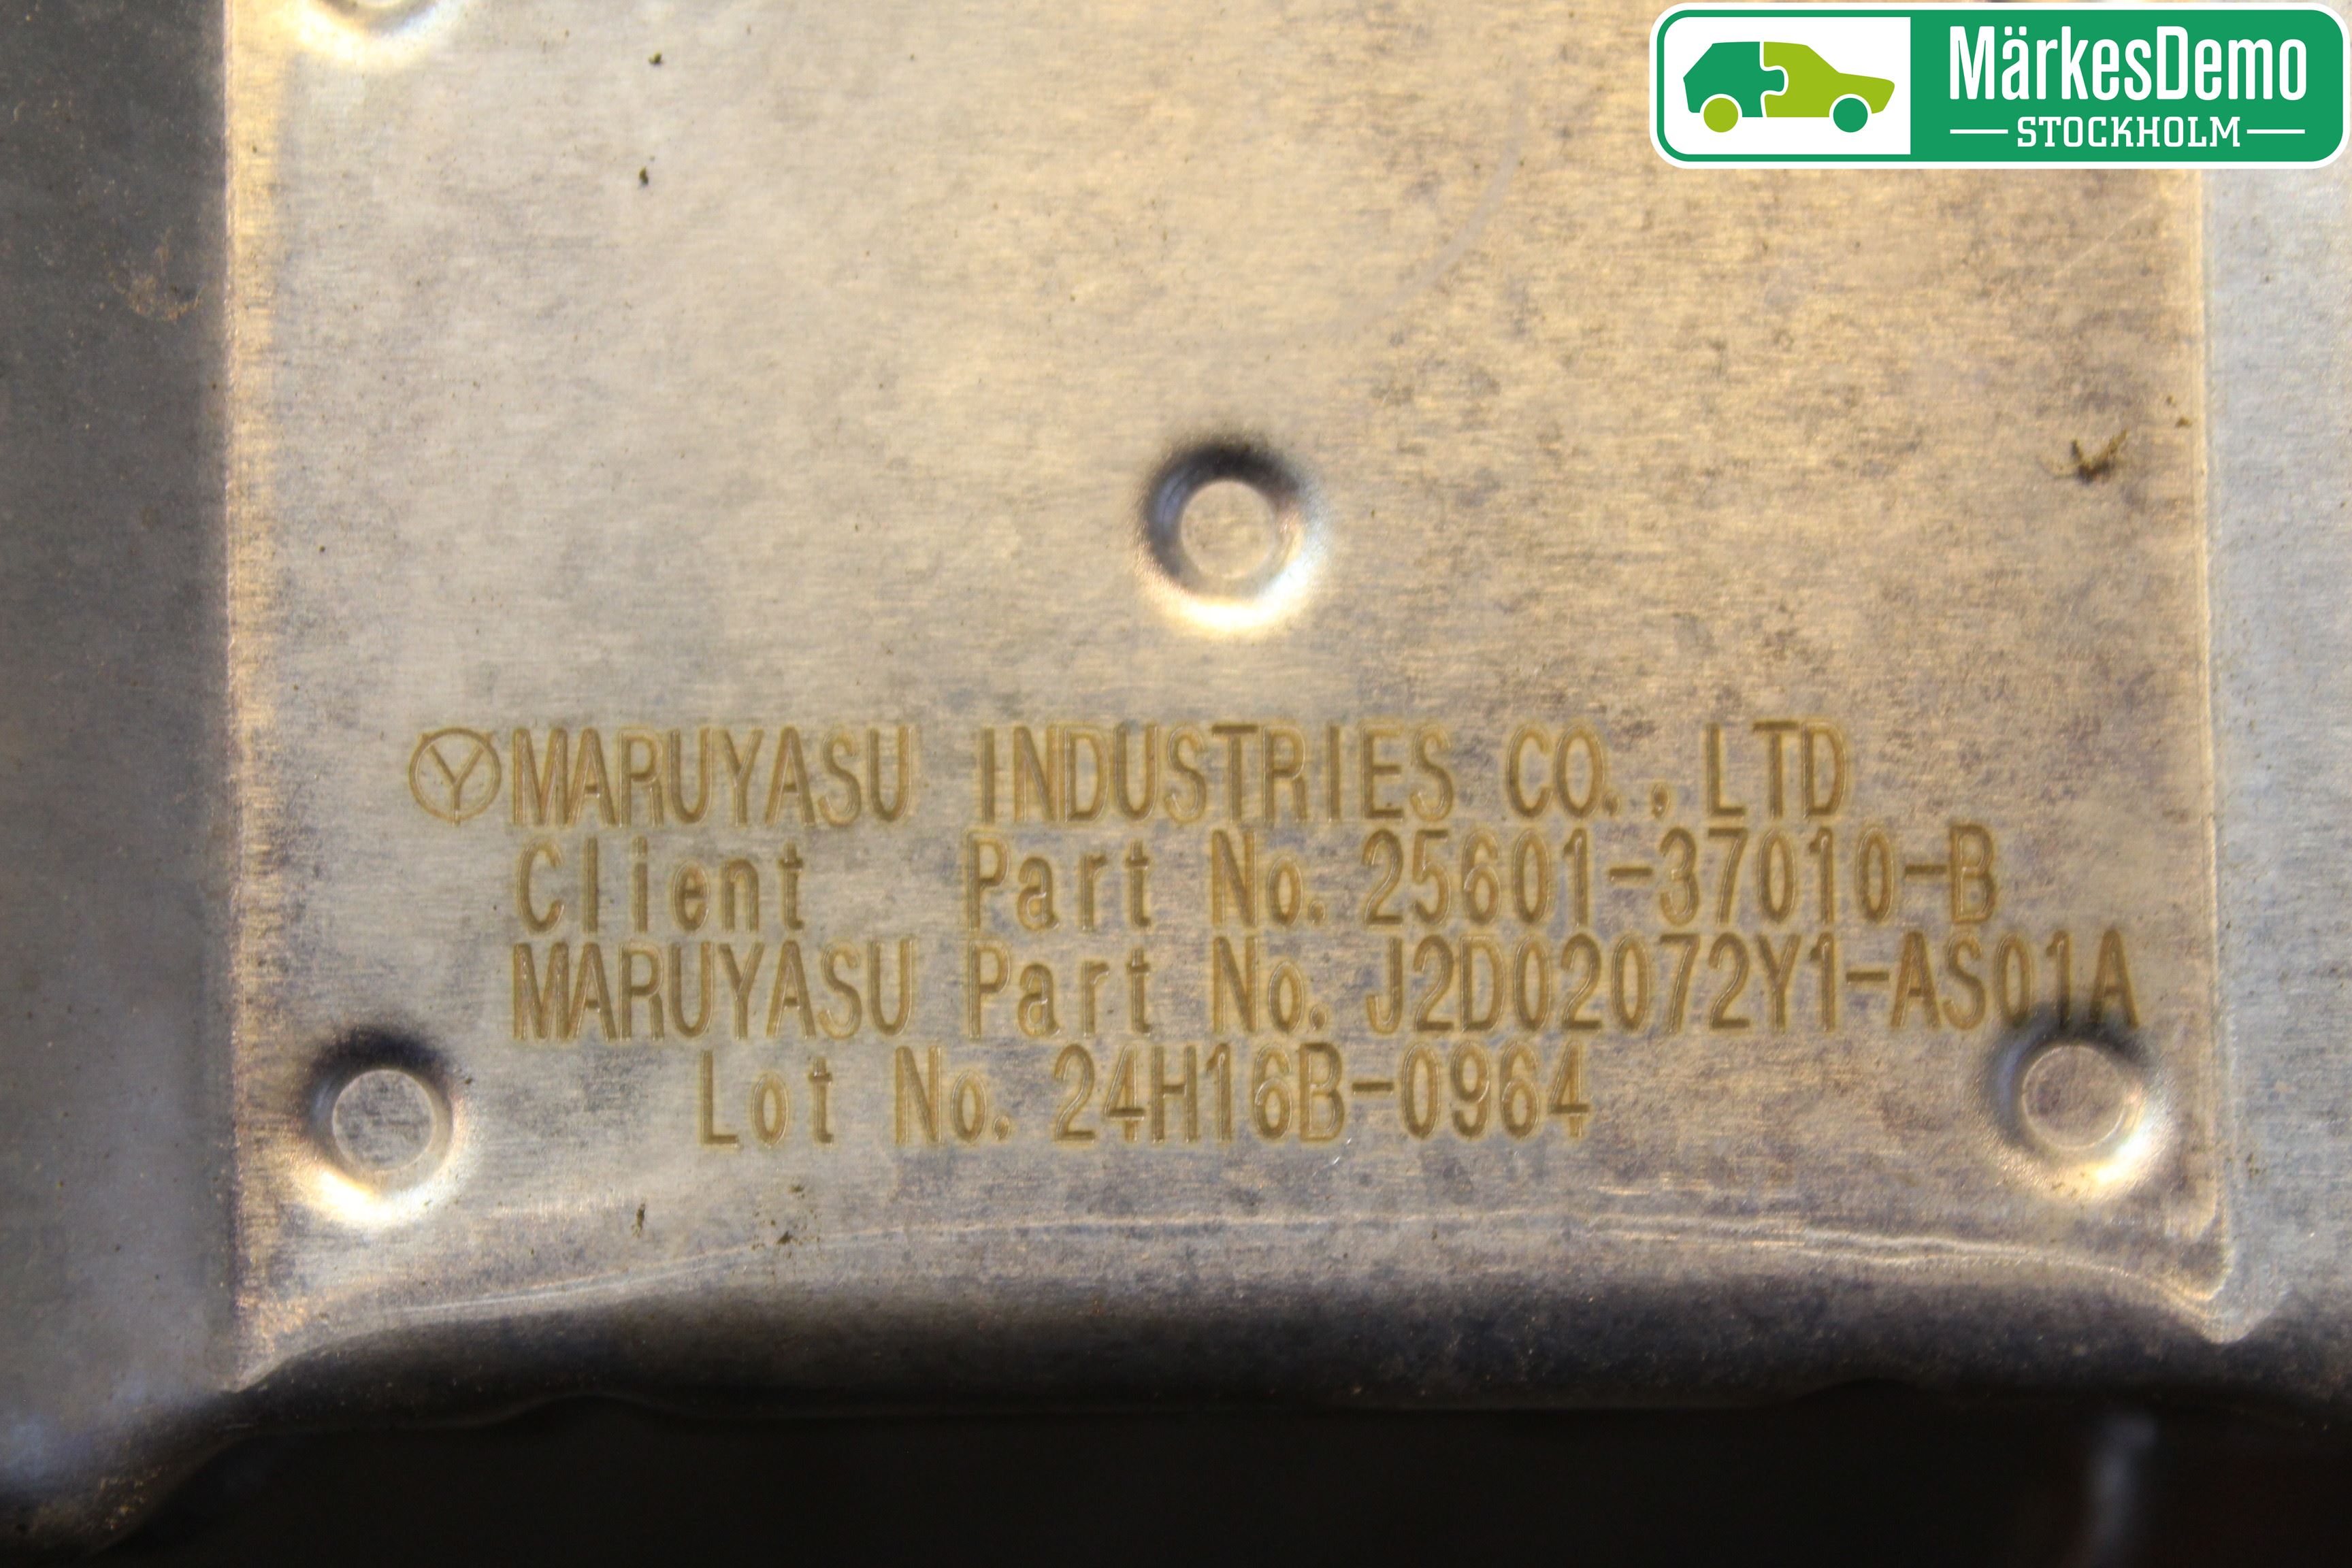 MärkesDemo
STOCKHOLM
Y MARUYASU INDUSTRIES CO., LTD
Client Part No. 25601-37010-B
MARUYASU Part No. J2D02072Y1-AS01A
Lot No. 24H16B-0964